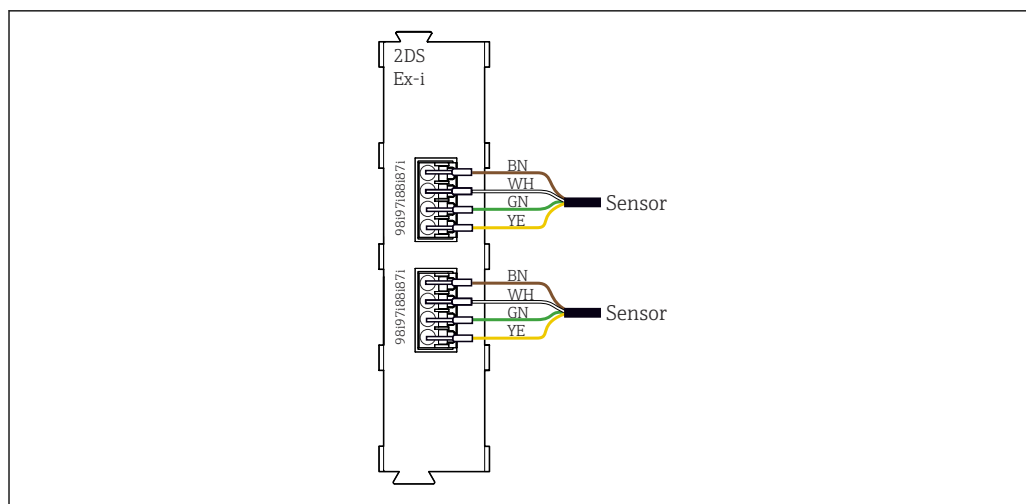 2DS
Ex-i
98i97i88i87i
BN
WH
GN
YE
Sensor
98i97i88i87i
BN
WH
GN
YE
Sensor